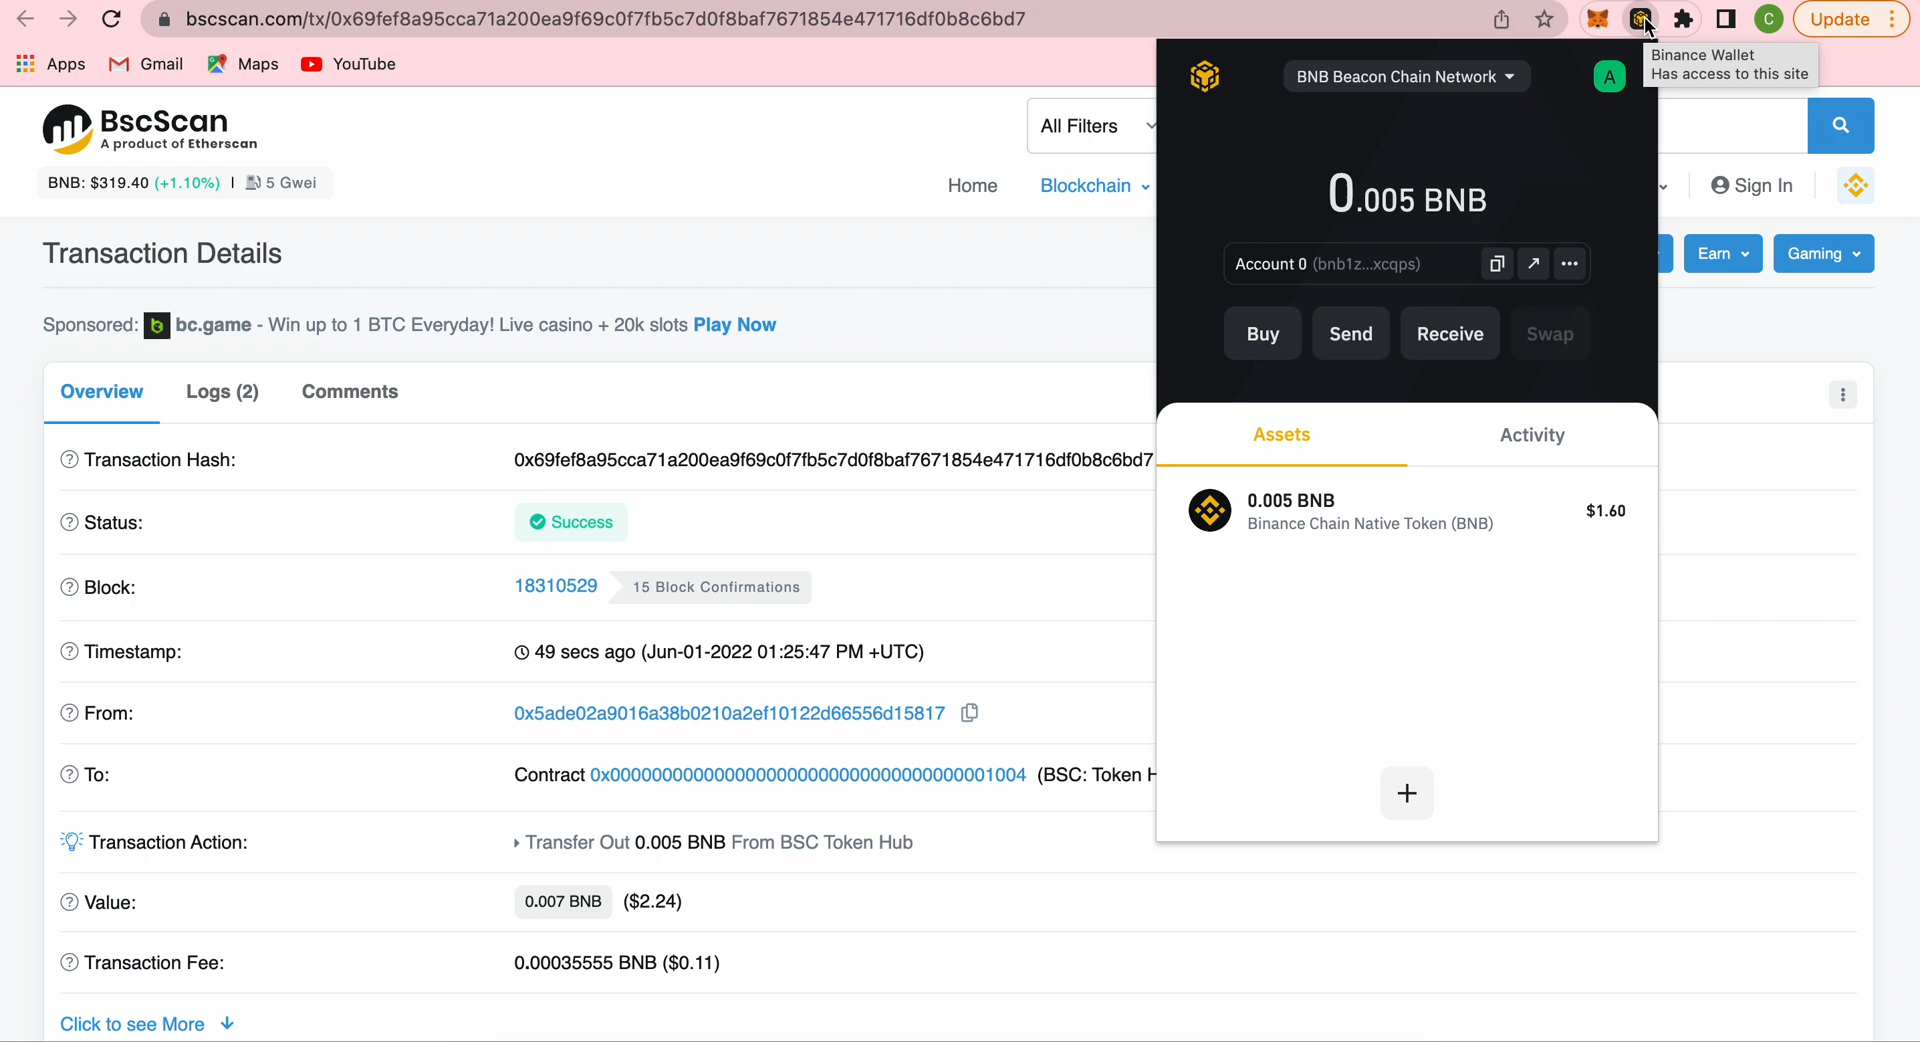 bscscan.com/tx/0x69fef8a95cca71a200ea9f69c0f7fb5c7d0f8baf7671854e471716df0b8c6bd7
C
Update
Apps
Gmail
Maps
YouTube
Binance Wallet
Has access to this site
BscScan
A product of Etherscan
BNB: $319.40 (+1.10%) | 5 Gwei
All Filters
Home
Blockchain
Sign In
BNB Beacon Chain Network
A
0.005 BNB
Account 0 (bnb1z...xcqps)
Buy
Send
Receive
Swap
Assets
Activity
0.005 BNB
Binance Chain Native Token (BNB)
$1.60
+
Transaction Details
Earn
Gaming
Sponsored: bc.game - Win up to 1 BTC Everyday! Live casino + 20k slots Play Now
Overview
Logs (2)
Comments
Transaction Hash:
0x69fef8a95cca71a200ea9f69c0f7fb5c7d0f8baf7671854e471716df0b8c6bd7
Status:
Success
Block:
18310529
15 Block Confirmations
Timestamp:
49 secs ago (Jun-01-2022 01:25:47 PM +UTC)
From:
0x5ade02a9016a38b0210a2ef10122d66556d15817
To:
Contract 0x0000000000000000000000000000000000001004 (BSC: Token H
Transaction Action:
Transfer Out 0.005 BNB From BSC Token Hub
Value:
0.007 BNB ($2.24)
Transaction Fee:
0.00035555 BNB ($0.11)
Click to see More